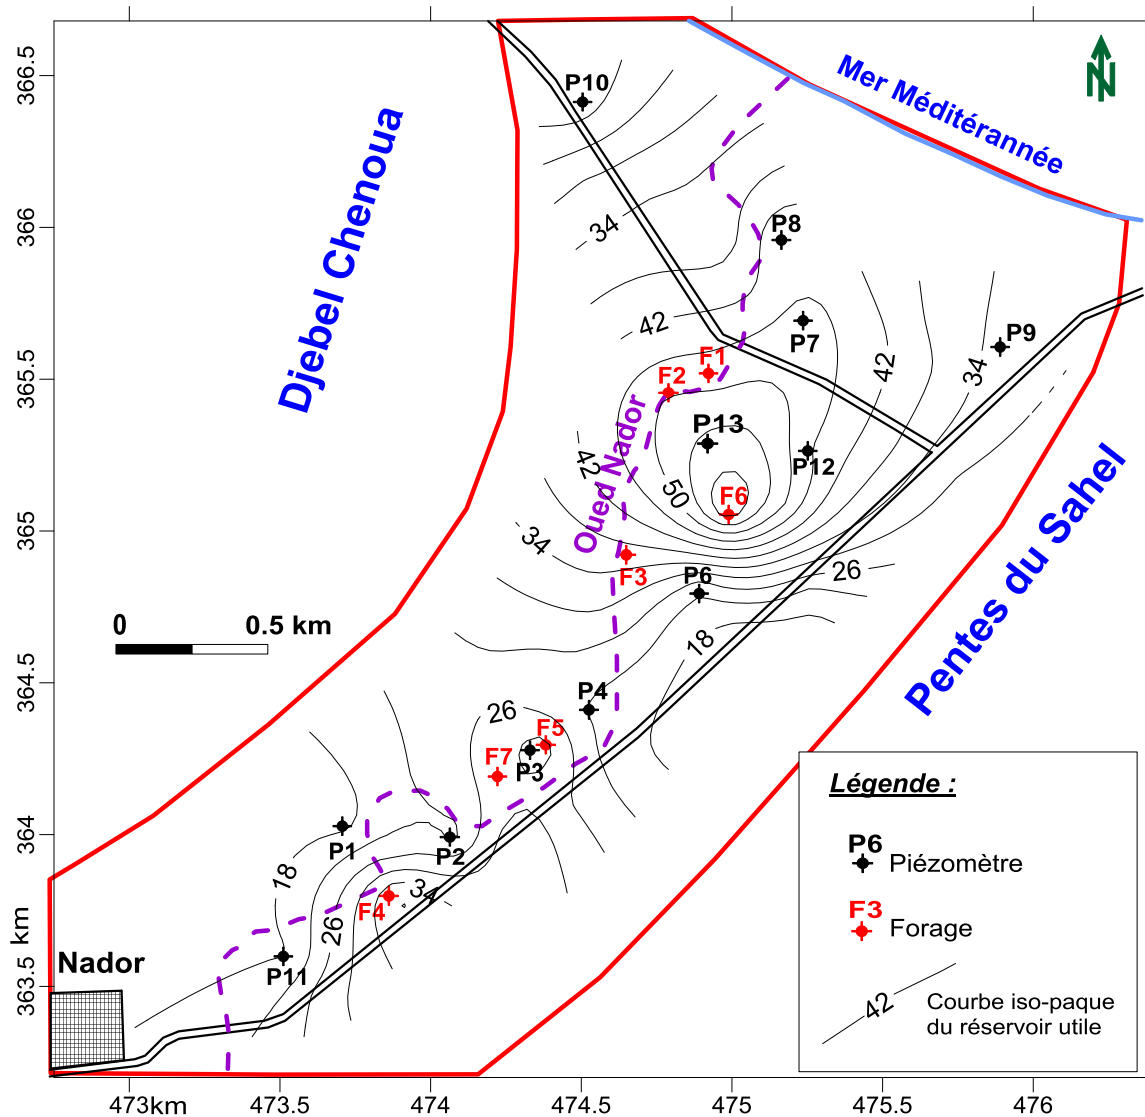 366.5
366
365.5
365
364.5
364
363.5 km
473km
473.5
474
474.5
475
475.5
476
N
Mer Méditérannée
Djebel Chenoua
Oued Nador
Pentes du Sahel
Nador
0 0.5 km
P10
P8
P7
P9
F1
F2
P13
P12
F6
F3
P6
P4
F5
F7
P3
P1
P2
F4
P11
34
42
42
34
42
50
34
26
18
26
18
34
26
Légende :
P6
Piézomètre
F3
Forage
42
Courbe iso-paque
du réservoir utile